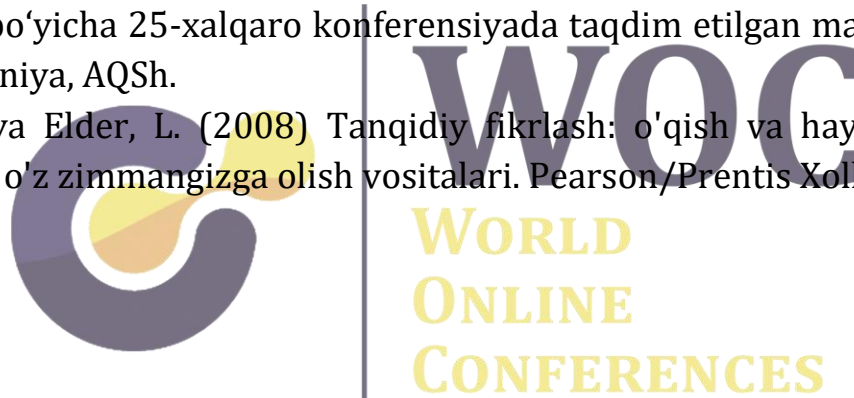 bo‘yicha 25-xalqaro konferensiyada taqdim etilgan ma
niya, AQSh.
va Elder, L. (2008) Tanqidiy fikrlash: o'qish va hay
o'z zimmangizga olish vositalari. Pearson/Prentis Xoll
WOC
WORLD
ONLINE
CONFERENCES